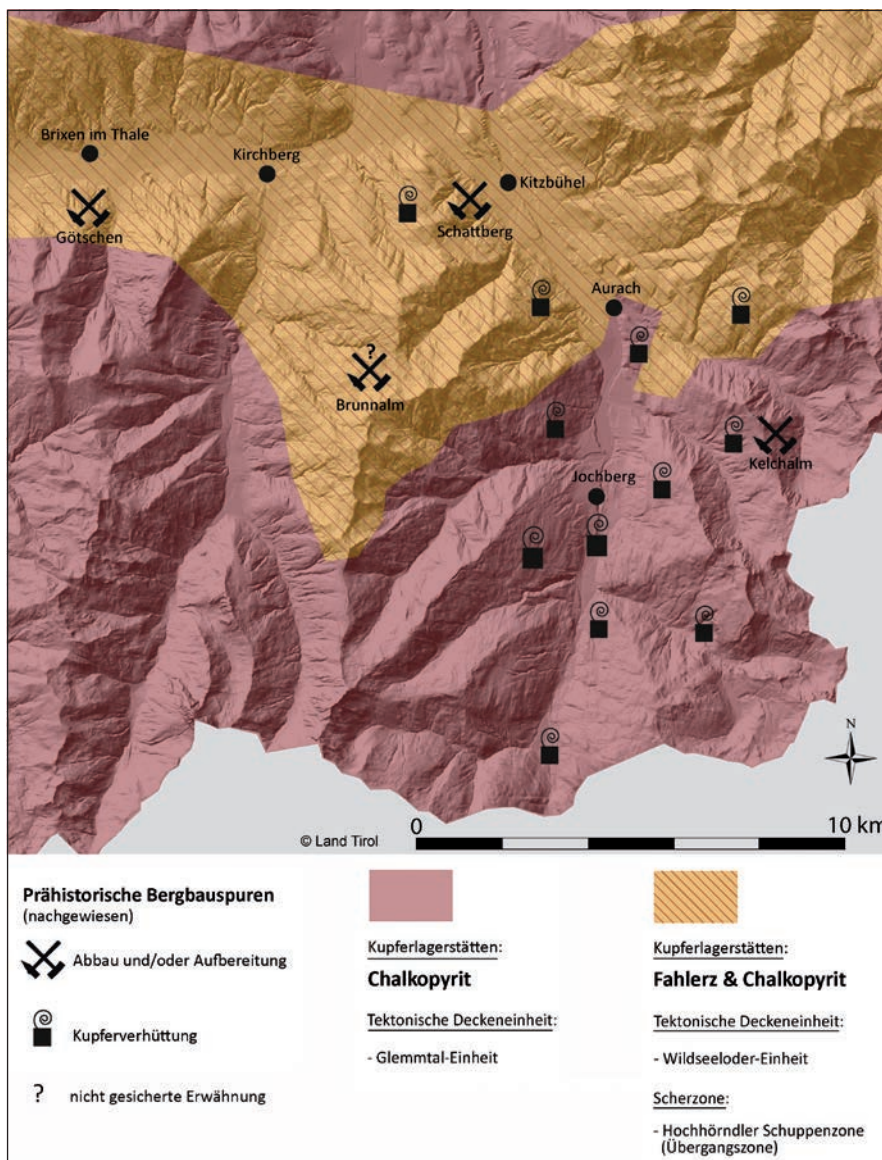 Brixen im Thale
Kirchberg
Kitzbühel
Götschen
Schattberg
Aurach
?
Brunnalm
Kelchalm
Jochberg
N
© Land Tirol
0
10 km
Prähistorische Bergbauspuren
(nachgewiesen)
Abbau und/oder Aufbereitung
Kupferverhüttung
? nicht gesicherte Erwähnung
Kupferlagerstätten:
Chalkopyrit
Tektonische Deckeneinheit:
- Glemmtal-Einheit
Kupferlagerstätten:
Fahlerz & Chalkopyrit
Tektonische Deckeneinheit:
- Wildseeloder-Einheit
Scherzone:
- Hochhörndler Schuppenzone
(Übergangszone)